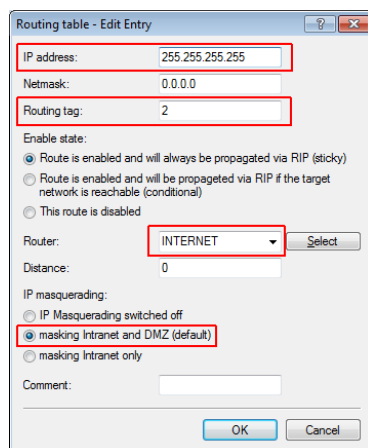 Routing table - Edit Entry
IP address: 255.255.255.255
Netmask: 0.0.0.0
Routing tag: 2
Enable state:
Route is enabled and will always be propagated via RIP (sticky)
Route is enabled and will be propageted via RIP if the target
network is reachable (conditional)
This route is disabled
Router: INTERNET Select
Distance: 0
IP masquerading:
IP Masquerading switched off
masking Intranet and DMZ (default)
masking Intranet only
Comment:
OK Cancel